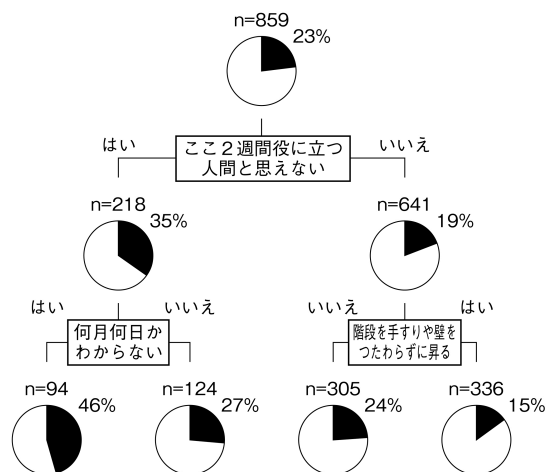 n=859
23%
はい
ここ2週間役に立つ
人間と思えない
いいえ
n=218
35%
n=641
19%
はい
何月何日か
わからない
いいえ
いいえ
階段を手すりや壁を
つたわらずに昇る
はい
n=94
46%
n=124
27%
n=305
24%
n=336
15%